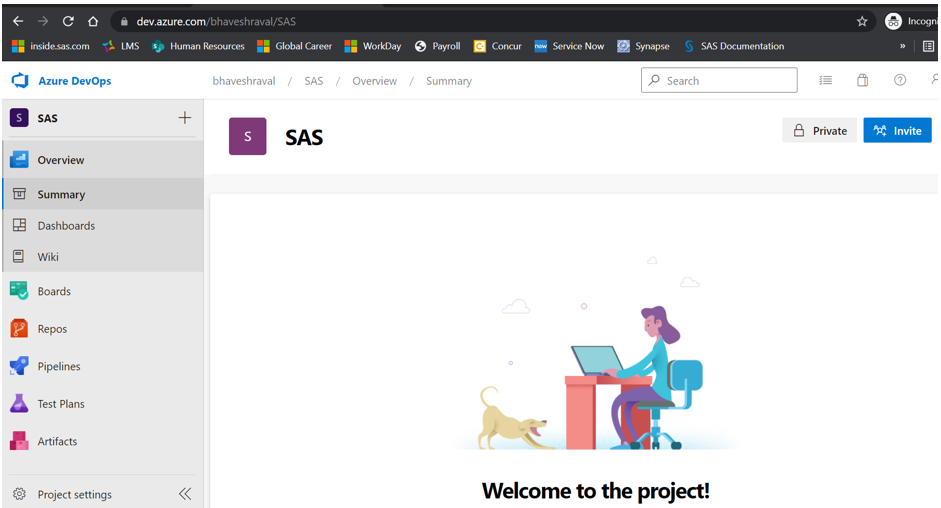 dev.azure.com/bhaveshraval/SAS
inside.sas.com LMS Human Resources Global Career WorkDay Payroll Concur now Service Now Synapse SAS Documentation »
Azure DevOps bhaveshraval / SAS / Overview / Summary Search
S SAS +
S SAS Private Invite
Overview
Summary
Dashboards
Wiki
Boards
Repos
Pipelines
Test Plans
Artifacts
Project settings
Welcome to the project!